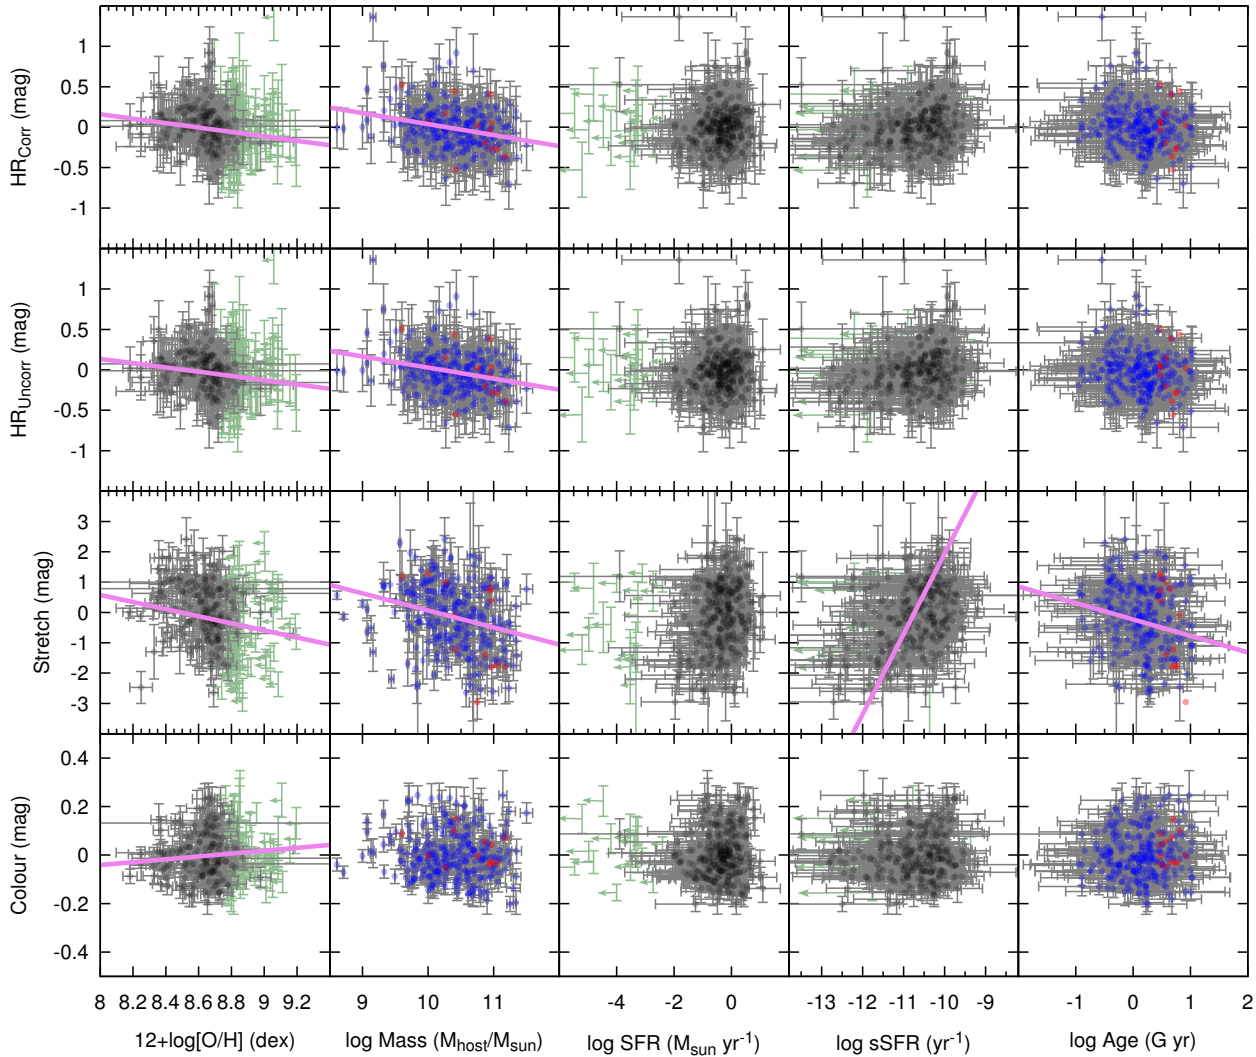 1
0.5
0
-0.5
-1
HR_Corr (mag)
1
0.5
0
-0.5
-1
HR_Uncorr (mag)
3
2
1
0
-1
-2
-3
Stretch (mag)
0.4
0.2
0
-0.2
-0.4
Colour (mag)
8 8.2 8.4 8.6 8.8 9 9.2
9 10 11
-4 -2 0
-13 -12 -11 -10 -9
-1 0 1 2
12+log[O/H] (dex)
log Mass (M_host/M_sun)
log SFR (M_sun yr^-1)
log sSFR (yr^-1)
log Age (G yr)